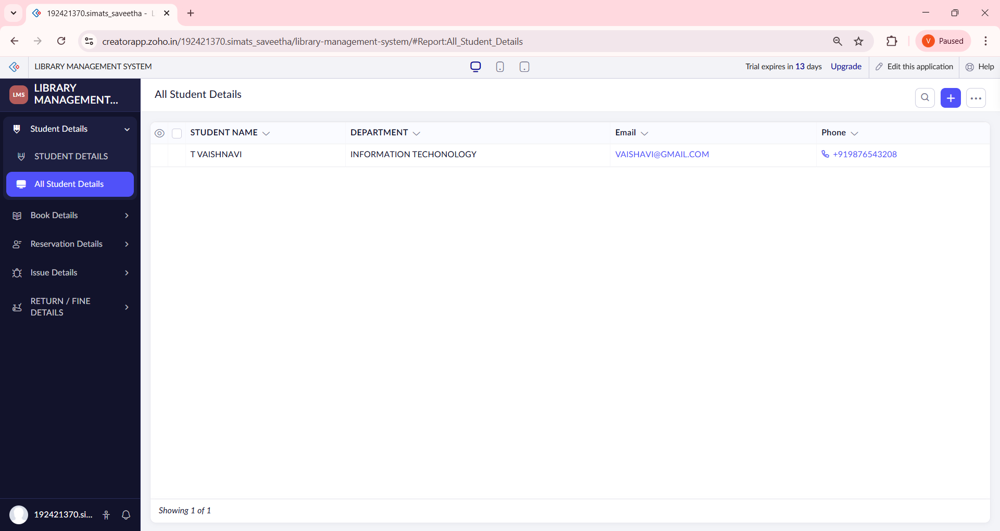 192421370.simats_saveetha - L
creatorapp.zoho.in/192421370.simats_saveetha/library-management-system/#Report:All_Student_Details
V Paused
LIBRARY MANAGEMENT SYSTEM
Trial expires in 13 days Upgrade Edit this application Help
LMS
LIBRARY
MANAGEMENT...
Student Details
STUDENT DETAILS
All Student Details
Book Details
Reservation Details
Issue Details
RETURN / FINE
DETAILS
192421370.si...
All Student Details
STUDENT NAME DEPARTMENT Email Phone
T VAISHNAVI INFORMATION TECHONOLOGY VAISHAVI@GMAIL.COM +919876543208
Showing 1 of 1